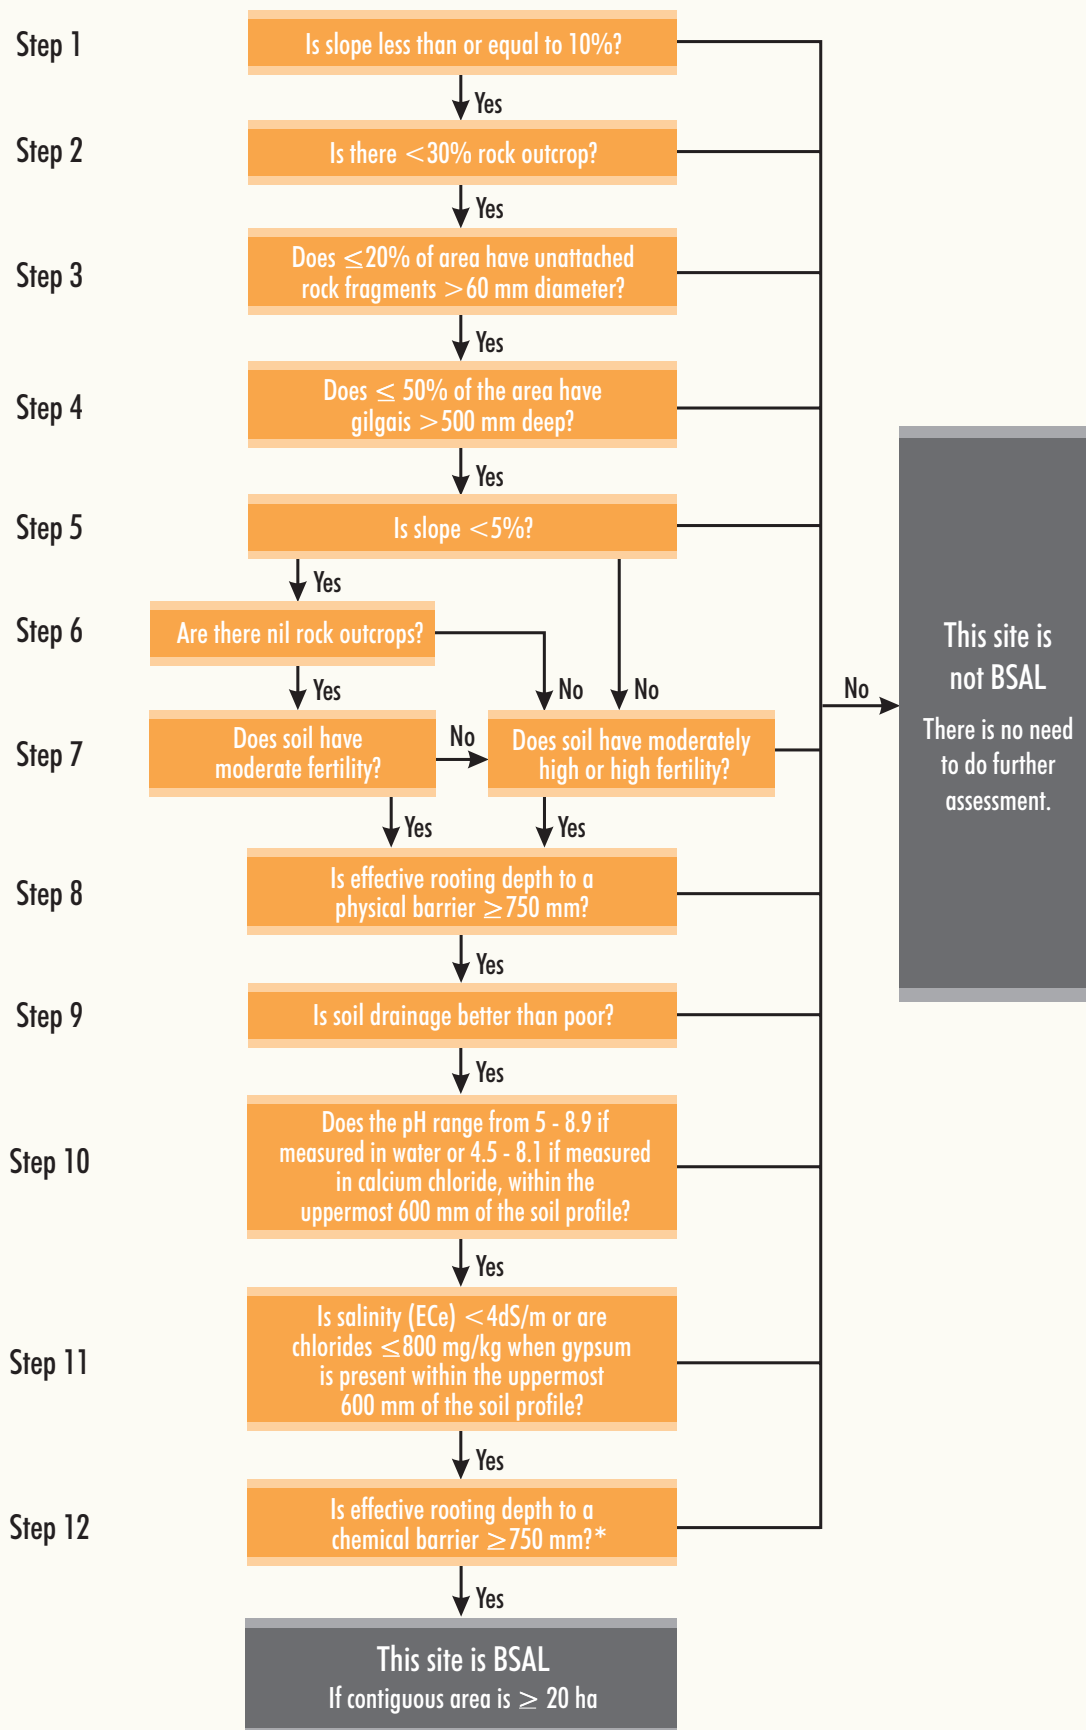 Step 1
Is slope less than or equal to 10%?
Yes
Step 2
Is there <30% rock outcrop?
Yes
Step 3
Does ≤20% of area have unattached
rock fragments >60 mm diameter?
Yes
Step 4
Does ≤ 50% of the area have
gilgais >500 mm deep?
Yes
Step 5
Is slope <5%?
Yes
Step 6
Are there nil rock outcrops?
Yes
No
No
Step 7
Does soil have
moderate fertility?
No
Does soil have moderately
high or high fertility?
Yes
Yes
Step 8
Is effective rooting depth to a
physical barrier ≥750 mm?
Yes
Step 9
Is soil drainage better than poor?
Yes
Step 10
Does the pH range from 5 - 8.9 if
measured in water or 4.5 - 8.1 if measured
in calcium chloride, within the
uppermost 600 mm of the soil profile?
Yes
Step 11
Is salinity (ECe) <4dS/m or are
chlorides ≤800 mg/kg when gypsum
is present within the uppermost
600 mm of the soil profile?
Yes
Step 12
Is effective rooting depth to a
chemical barrier ≥750 mm?*
Yes
This site is BSAL
If contiguous area is ≥ 20 ha
No
This site is
not BSAL
There is no need
to do further
assessment.